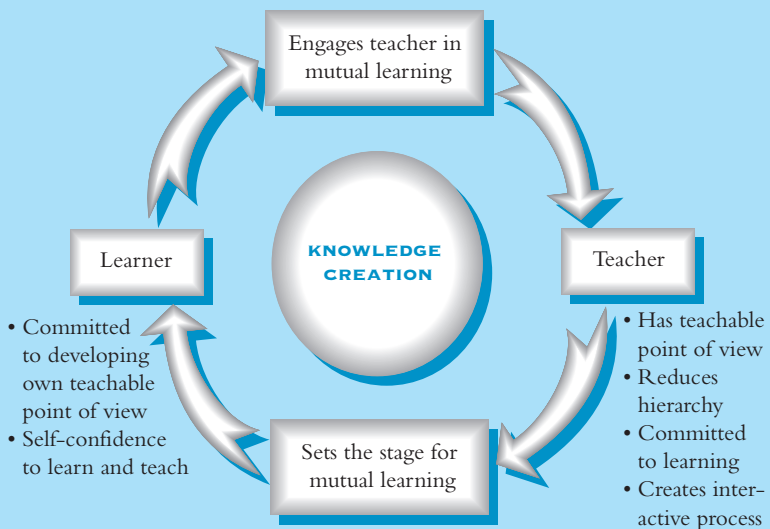 Engages teacher in
mutual learning
Learner
KNOWLEDGE
CREATION
Teacher
• Committed
to developing
own teachable
point of view
• Self-confidence
to learn and teach
• Has teachable
point of view
• Reduces
hierarchy
• Committed
to learning
• Creates inter-
active process
Sets the stage for
mutual learning